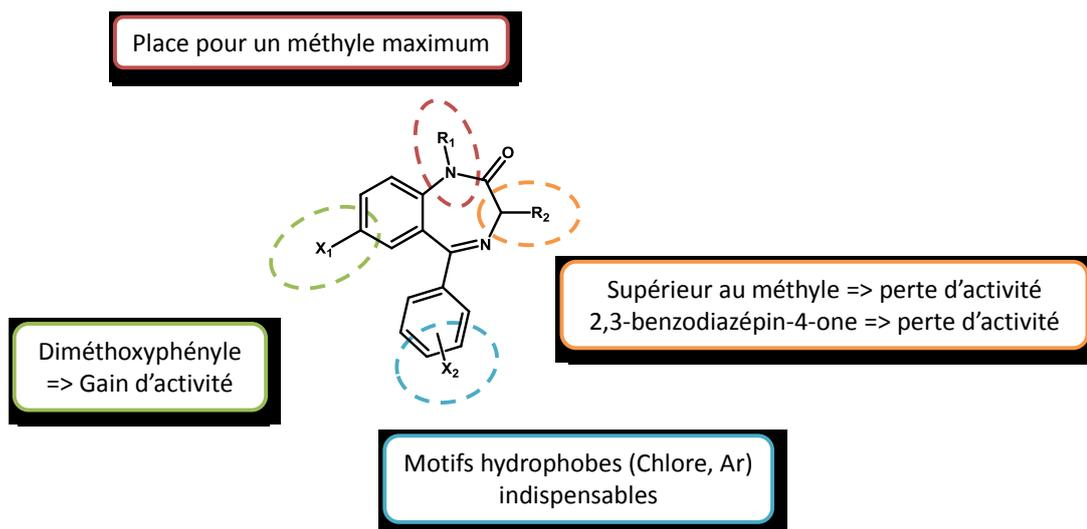 Place pour un méthyle maximum
R1
N
O
R2
N
X1
X2
Supérieur au méthyle => perte d’activité
2,3-benzodiazépin-4-one => perte d’activité
Diméthoxyphényle
=> Gain d’activité
Motifs hydrophobes (Chlore, Ar)
indispensables